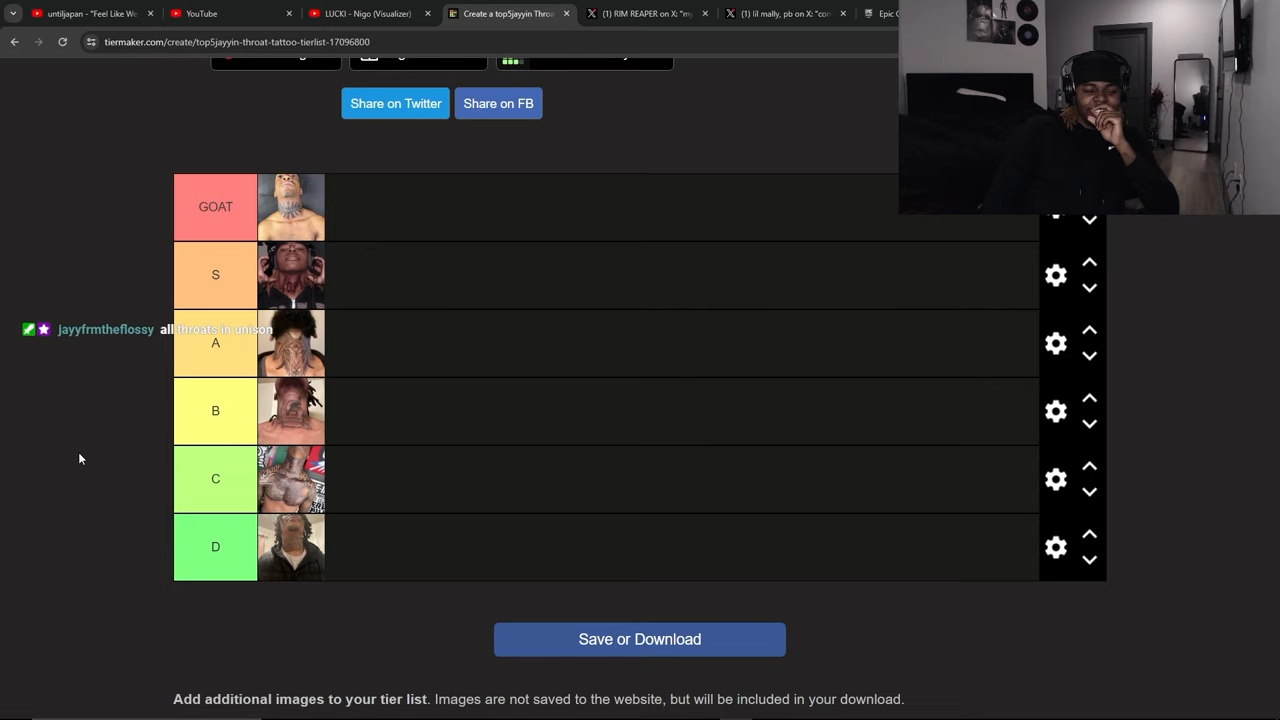 untiljapan - "Feel Like We
YouTube
LUCKI - Nigo (Visualizer)
Create a top5jayyin Throa
(1) RIM REAPER on X: "my
(1) lil mally, pb on X: "con
Epic G
tiermaker.com/create/top5jayyin-throat-tattoo-tierlist-17096800
Share on Twitter
Share on FB
GOAT
S
jayyfrmtheflossy all throats in unison
A
B
C
D
Save or Download
Add additional images to your tier list. Images are not saved to the website, but will be included in your download.